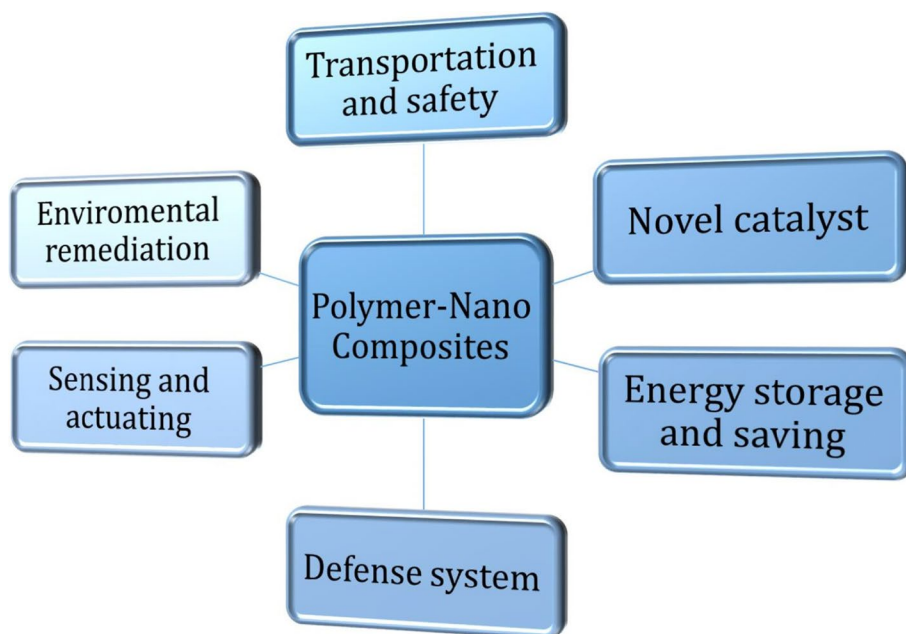 Transportation
and safety
Enviromental
remediation
Novel catalyst
Polymer-Nano
Composites
Sensing and
actuating
Energy storage
and saving
Defense system